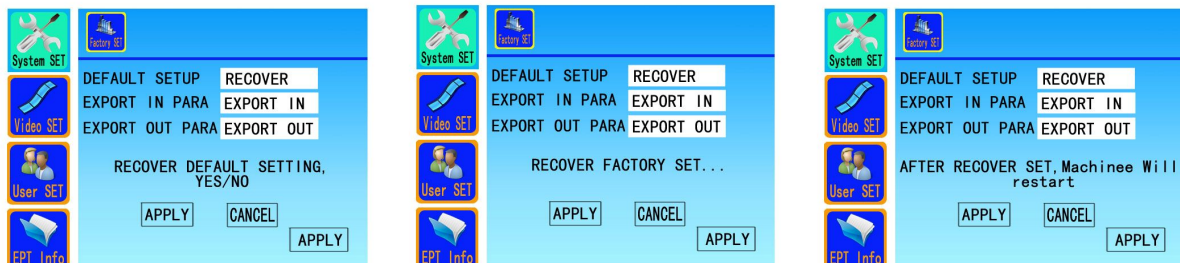 Factory SET
System SET
DEFAULT SETUP RECOVER
EXPORT IN PARA EXPORT IN
Video SET
EXPORT OUT PARA EXPORT OUT
RECOVER DEFAULT SETTING,
YES/NO
User SET
APPLY CANCEL
APPLY
EPT Info
Factory SET
System SET
DEFAULT SETUP RECOVER
EXPORT IN PARA EXPORT IN
Video SET
EXPORT OUT PARA EXPORT OUT
RECOVER FACTORY SET...
User SET
APPLY CANCEL
APPLY
EPT Info
Factory SET
System SET
DEFAULT SETUP RECOVER
EXPORT IN PARA EXPORT IN
Video SET
EXPORT OUT PARA EXPORT OUT
AFTER RECOVER SET,Machinee Will
restart
User SET
APPLY CANCEL
APPLY
EPT Info